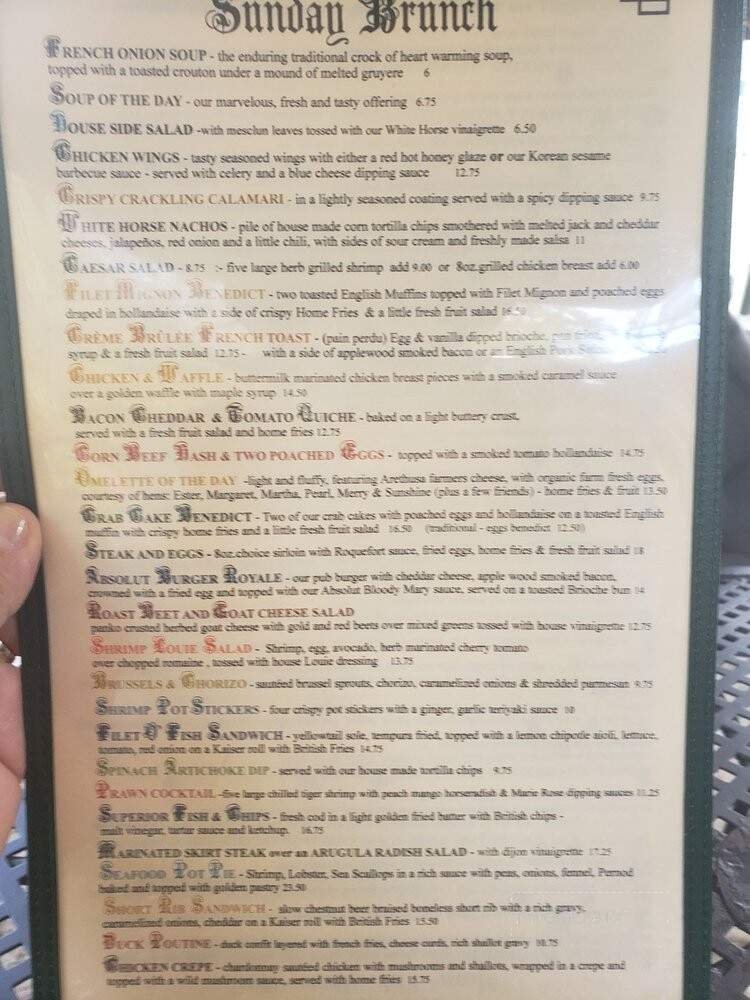 Sunday Brunch
FRENCH ONION SOUP - the enduring traditional crock of heart warming soup,
topped with a toasted crouton under a mound of melted gruyere 6
SOUP OF THE DAY - our marvelous, fresh and tasty offering 6.75
HOUSE SIDE SALAD -with mesclun leaves tossed with our White Horse vinaigrette 6.50
CHICKEN WINGS - tasty seasoned wings with either a red hot honey glaze or our Korean sesame
barbecue sauce - served with celery and a blue cheese dipping sauce 12.75
CRISPY CRACKLING CALAMARI - in a lightly seasoned coating served with a spicy dipping sauce 9.75
WHITE HORSE NACHOS - pile of house made corn tortilla chips smothered with melted jack and cheddar
cheeses, jalapeños, red onion and a little chili, with sides of sour cream and freshly made salsa 11
CAESAR SALAD - 8.75 :- five large herb grilled shrimp add 9.00 or 8oz.grilled chicken breast add 6.00
FILET MIGNON BENEDICT - two toasted English Muffins topped with Filet Mignon and poached eggs
draped in hollandaise with a side of crispy Home Fries & a little fresh fruit salad 16.50
CRÈME BRÛLÉE FRENCH TOAST - (pain perdu) Egg & vanilla dipped brioche, pan
syrup & a fresh fruit salad 12.75 - with a side of applewood smoked bacon or an English Pork
CHICKEN & WAFFLE - buttermilk marinated chicken breast pieces with a smoked caramel sauce
over a golden waffle with maple syrup 14.50
BACON CHEDDAR & TOMATO QUICHE - baked on a light buttery crust,
served with a fresh fruit salad and home fries 12.75
CORN BEEF HASH & TWO POACHED EGGS - topped with a smoked tomato hollandaise 14.75
OMELETTE OF THE DAY -light and fluffy, featuring Arethusa farmers cheese, with organic farm fresh eggs,
courtesy of hens: Ester, Margaret, Martha, Pearl, Merry & Sunshine (plus a few friends) - home fries & fruit 13.50
CRAB CAKE BENEDICT - Two of our crab cakes with poached eggs and hollandaise on a toasted English
muffin with crispy home fries and a little fresh fruit salad 16.50 (traditional - eggs benedict 12.50)
STEAK AND EGGS - 8oz.choice sirloin with Roquefort sauce, fried eggs, home fries & fresh fruit salad 18
ABSOLUT BURGER ROYALE - our pub burger with cheddar cheese, apple wood smoked bacon,
crowned with a fried egg and topped with our Absolut Bloody Mary sauce, served on a toasted Brioche bun 14
ROAST BEET AND GOAT CHEESE SALAD
panko crusted herbed goat cheese with gold and red beets over mixed greens tossed with house vinaigrette 12.75
SHRIMP LOUIE SALAD - Shrimp, egg, avocado, herb marinated cherry tomato
over chopped romaine , tossed with house Louie dressing 13.75
BRUSSELS & CHORIZO - sautéed brussel sprouts, chorizo, caramelized onions & shredded parmesan 9.75
SHRIMP POT STICKERS - four crispy pot stickers with a ginger, garlic teriyaki sauce 10
FILET O' FISH SANDWICH - yellowtail sole, tempura fried, topped with a lemon chipotle aioli, lettuce,
tomato, red onion on a Kaiser roll with British Fries 14.75
SPINACH ARTICHOKE DIP - served with our house made tortilla chips 9.75
PRAWN COCKTAIL -five large chilled tiger shrimp with peach mango horseradish & Marie Rose dipping sauces 11.25
SUPERIOR FISH & CHIPS - fresh cod in a light golden fried batter with British chips -
malt vinegar, tartar sauce and ketchup. 16.75
MARINATED SKIRT STEAK over an ARUGULA RADISH SALAD - with dijon vinaigrette 17.25
SEAFOOD POT PIE - Shrimp, Lobster, Sea Scallops in a rich sauce with peas, onions, fennel, Pernod
baked and topped with golden pastry 23.50
SHORT RIB SANDWICH - slow chestnut beer braised boneless short rib with a rich gravy,
caramelized onions, cheddar on a Kaiser roll with British Fries 15.50
DUCK POUTINE - duck confit layered with french fries, cheese curds, rich shallot gravy 10.75
CHICKEN CREPE - chardonnay sautéed chicken with mushrooms and shallots, wrapped in a crepe and
topped with a wild mushroom sauce, served with home fries 15.75